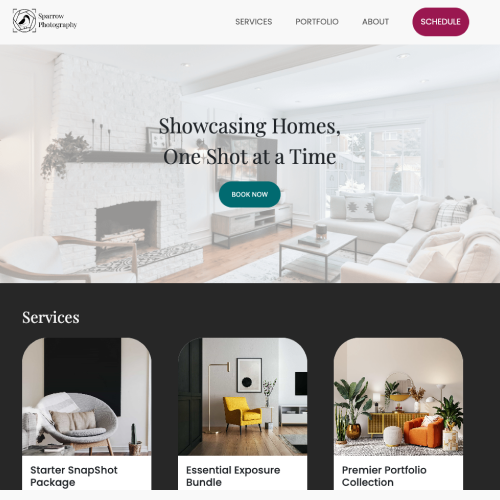 Sparrow
Photography
SERVICES
PORTFOLIO
ABOUT
SCHEDULE
Showcasing Homes,
One Shot at a Time
BOOK NOW
Services
Starter SnapShot
Package
Essential Exposure
Bundle
Premier Portfolio
Collection